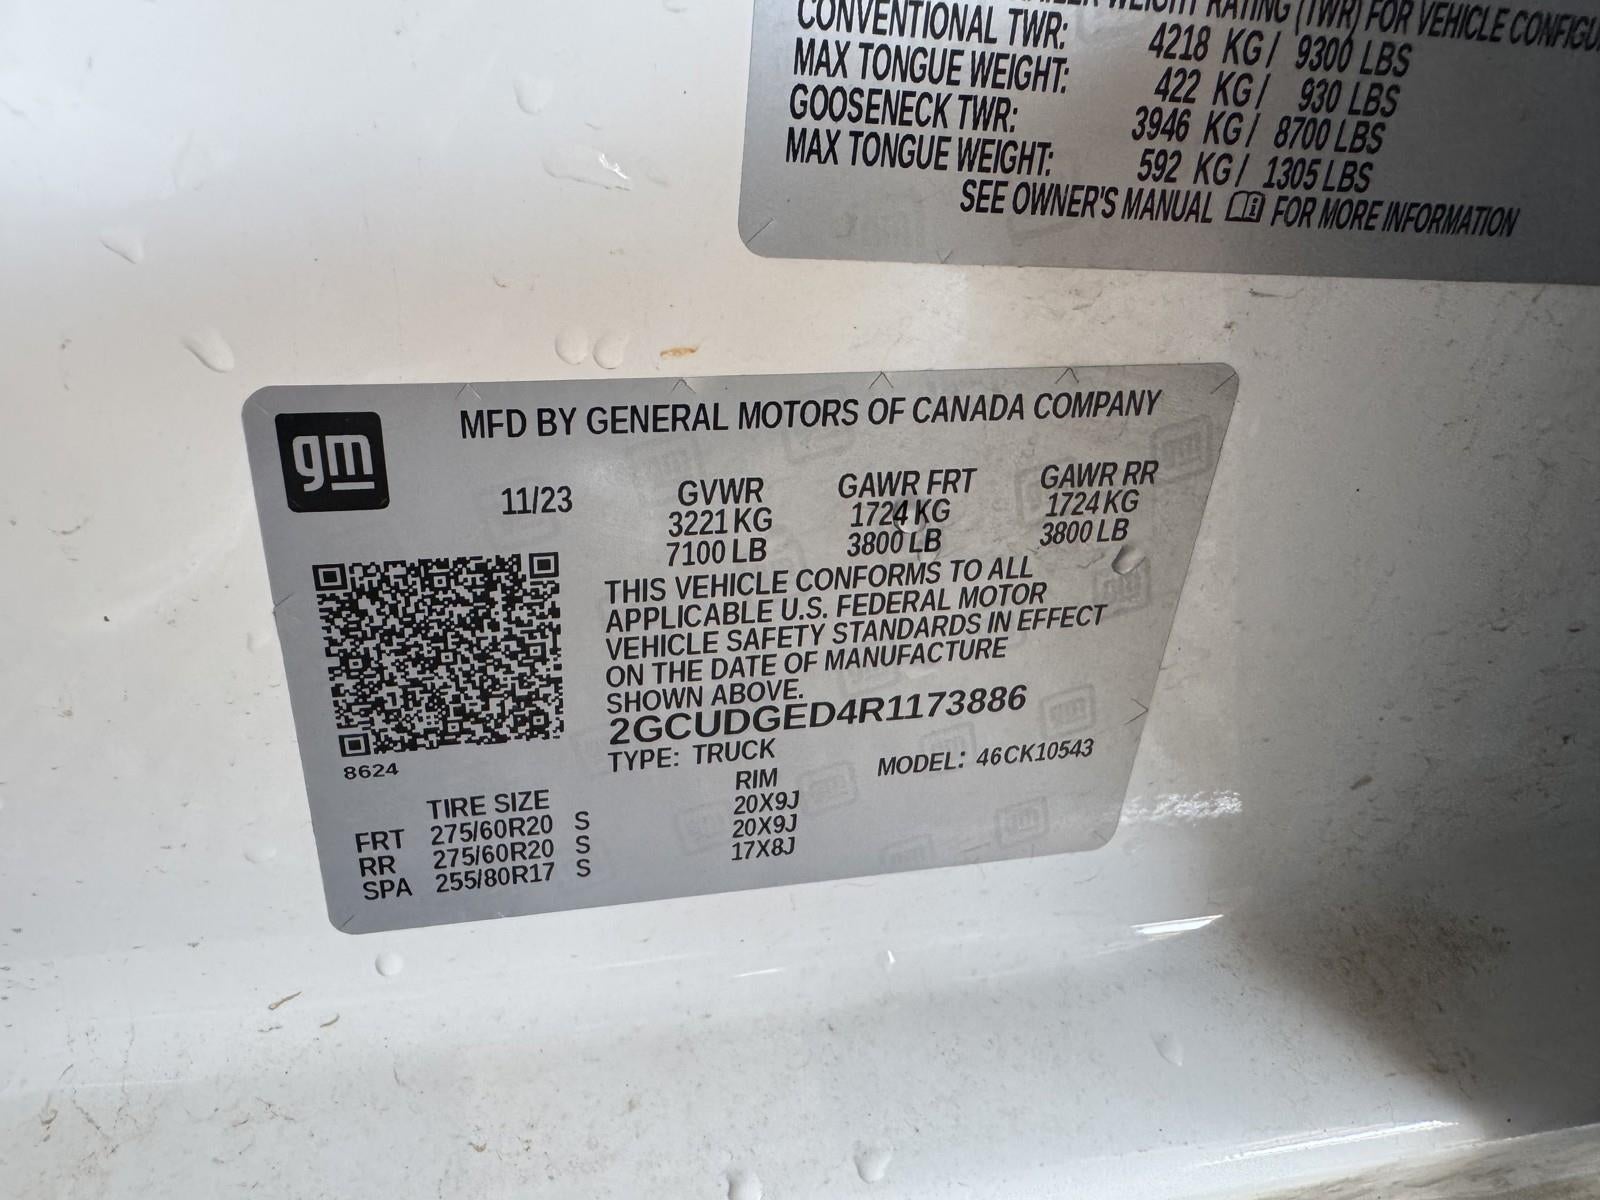 WEIGHT RATING (TWR) FOR VEHICLE
CONVENTIONAL TWR: 4218 KG/ 9300 LBS
MAX TONGUE WEIGHT: 422 KG/ 930 LBS
GOOSENECK TWR: 3946 KG/ 8700 LBS
MAX TONGUE WEIGHT: 592 KG/ 1305 LBS
SEE OWNER'S MANUAL FOR MORE INFORMATION
gm
MFD BY GENERAL MOTORS OF CANADA COMPANY
11/23 GVWR GAWR FRT GAWR RR
3221 KG 1724 KG 1724 KG
7100 LB 3800 LB 3800 LB
THIS VEHICLE CONFORMS TO ALL
APPLICABLE U.S. FEDERAL MOTOR
VEHICLE SAFETY STANDARDS IN EFFECT
ON THE DATE OF MANUFACTURE
SHOWN ABOVE.
2GCUDGED4R1173886
TYPE: TRUCK MODEL: 46CK10543
8624
TIRE SIZE RIM
FRT 275/60R20 S 20X9J
RR 275/60R20 S 20X9J
SPA 255/80R17 S 17X8J